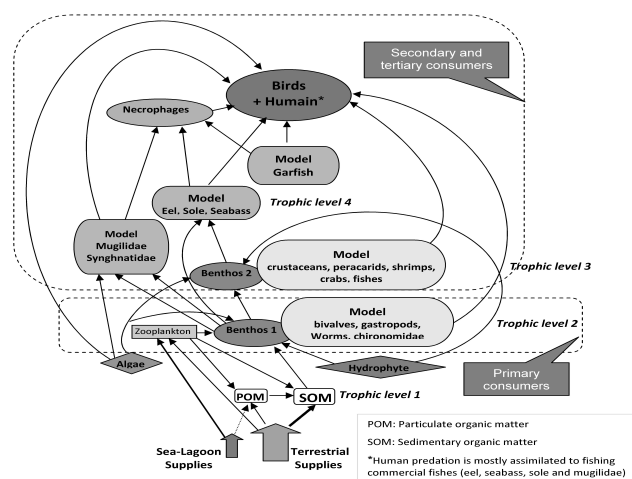 Secondary and
tertiary consumers
Birds
+ Humain*
Necrophages
Model
Garfish
Model
Eel, Sole, Seabass
Trophic level 4
Model
Mugilidae
Synghnatidae
Benthos 2
Model
crustaceans, peracarids, shrimps,
crabs. fishes
Trophic level 3
Zooplankton
Benthos 1
Model
bivalves, gastropods,
Worms. chironomidae
Trophic level 2
Algae
Hydrophyte
Primary
consumers
POM
SOM
Trophic level 1
Sea-Lagoon
Supplies
Terrestrial
Supplies
POM: Particulate organic matter
SOM: Sedimentary organic matter
*Human predation is mostly assimilated to fishing
commercial fishes (eel, seabass, sole and mugilidae)